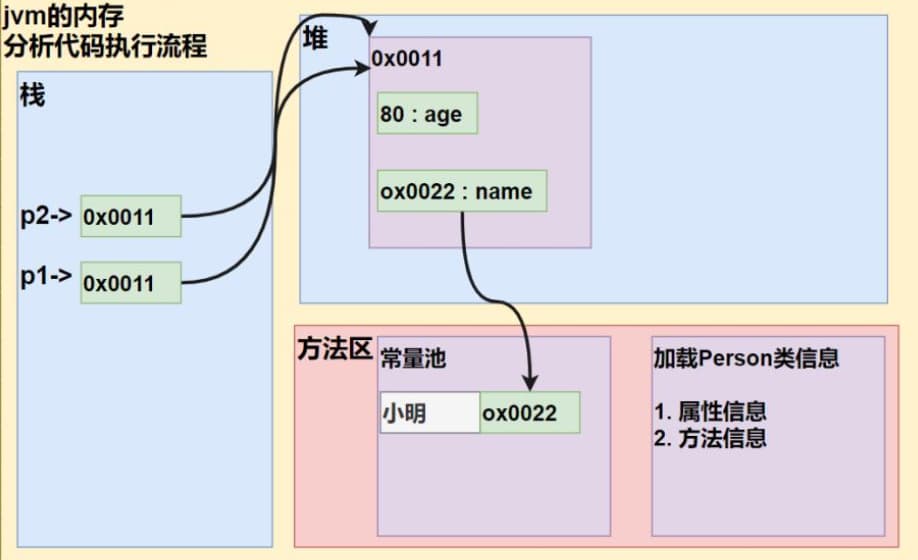 jvm的内存
分析代码执行流程
栈
p2-> 0x0011
p1-> 0x0011
堆
0x0011
80 : age
ox0022 : name
方法区
常量池
小明 ox0022
加载Person类信息
1. 属性信息
2. 方法信息